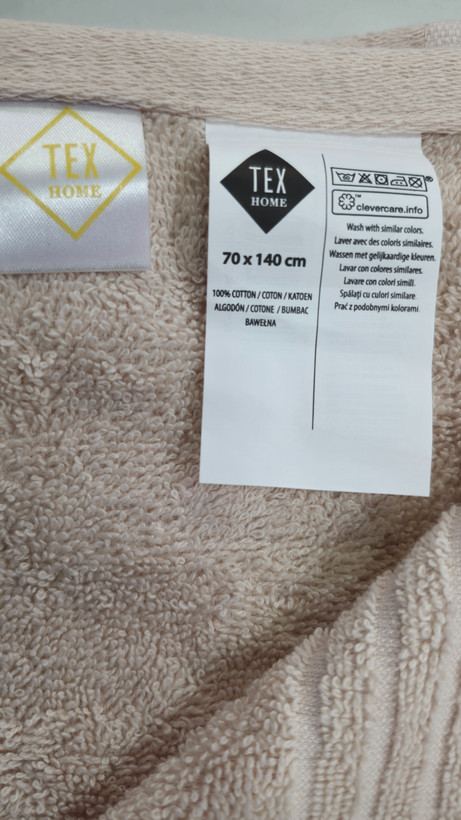 TEX
HOME
TEX
HOME
70 x 140 cm
100% COTTON / COTON / KATOEN
ALGODÓN / COTONE / BUMBAC
BAWEŁNA
clevercare.info
Wash with similar colors.
Laver avec des coloris similaires.
Wassen met gelijkaardige kleuren.
Lavar con colores similares.
Lavare con colori simili.
Spălați cu culori similare
Prać z podobnymi kolorami.